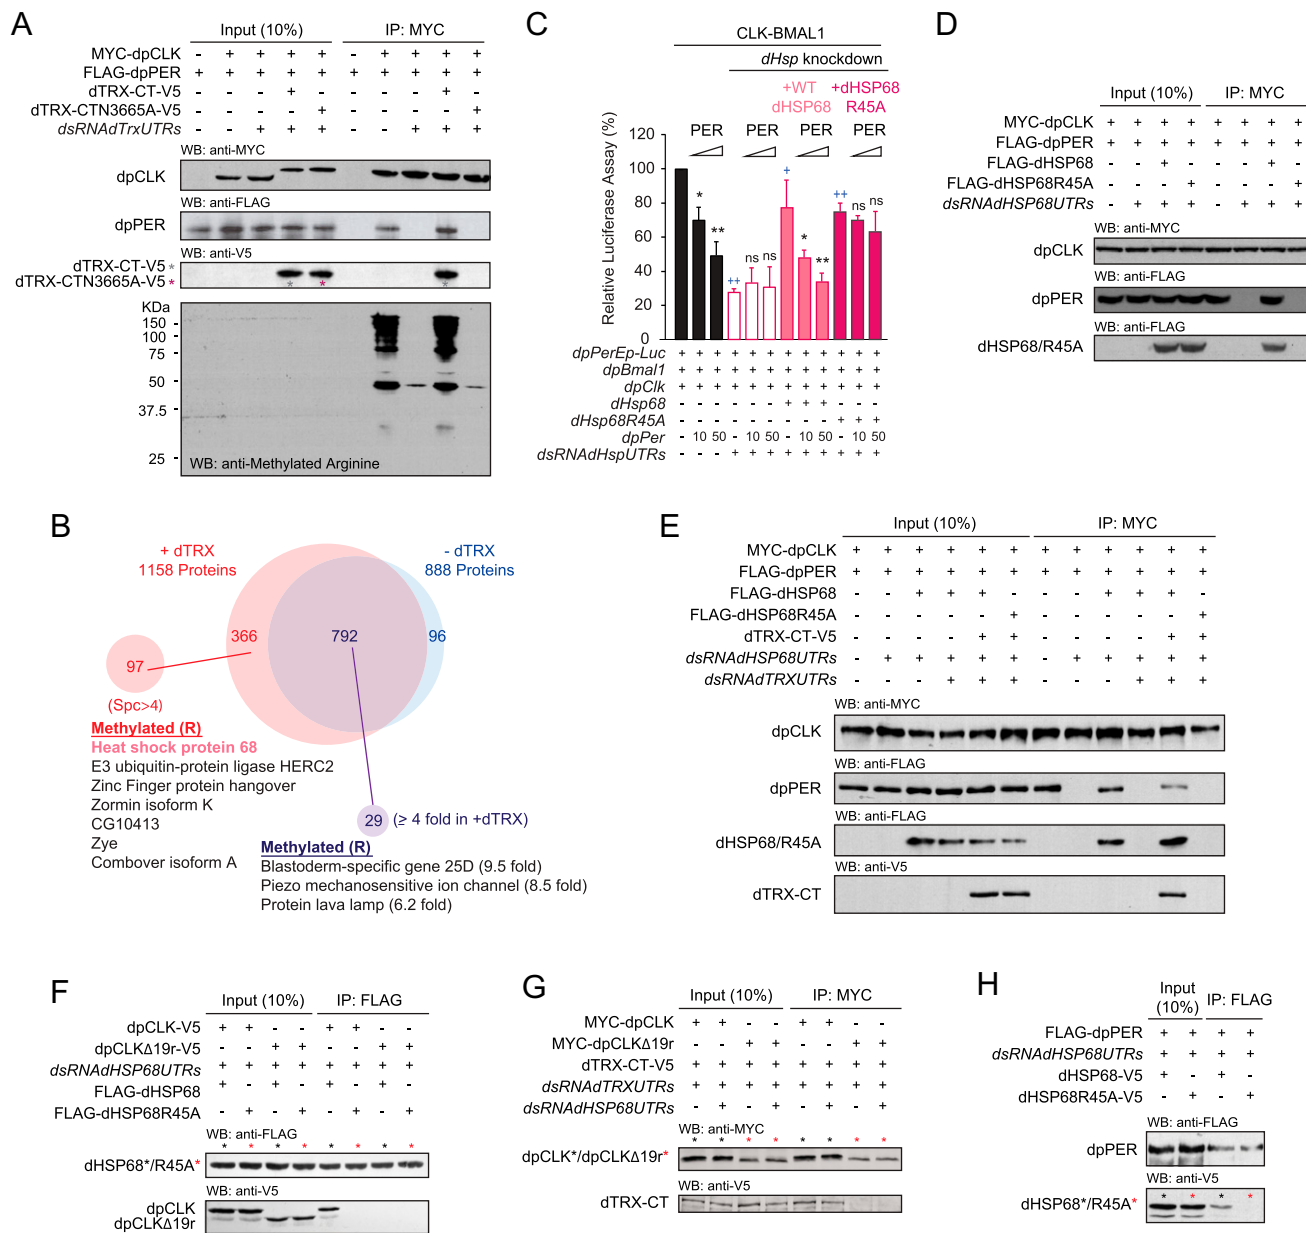 A
Input (10%) IP: MYC
MYC-dpCLK - + + + + - + + + +
FLAG-dpPER + + + + + + + + + +
dTRX-CT-V5 - - - + - - - - + -
dTRX-CTN3665A-V5 - - - - + - - - - +
dsRNAdTrxUTRs - - + + + - - + + +
WB: anti-MYC
dpCLK
WB: anti-FLAG
dpPER
WB: anti-V5
dTRX-CT-V5 *
dTRX-CTN3665A-V5 *
* * *
KDa
150
100
75
50
37.5
25
WB: anti-Methylated Arginine
B
+ dTRX
1158 Proteins
- dTRX
888 Proteins
366 792 96
97
(Spc>4)
Methylated (R)
Heat shock protein 68
E3 ubiquitin-protein ligase HERC2
Zinc Finger protein hangover
Zormin isoform K
CG10413
Zye
Combover isoform A
29 (≥ 4 fold in +dTRX)
Methylated (R)
Blastoderm-specific gene 25D (9.5 fold)
Piezo mechanosensitive ion channel (8.5 fold)
Protein lava lamp (6.2 fold)
C
CLK-BMAL1
dHsp knockdown
+WT dHSP68
+dHSP68 R45A
PER PER PER PER
Relative Luciferase Assay (%)
120
100
80
60
40
20
0
* ** ++ ns ns + * ** ++ ns ns
dpPerEp-Luc + + + + + + + + + + + +
dpBmal1 + + + + + + + + + + + +
dpClk + + + + + + + + + + + +
dHsp68 - - - - - - + + + - - -
dHsp68R45A - - - - - - - - - + + +
dpPer - 10 50 - 10 50 - 10 50 - 10 50
dsRNAdHspUTRs - - - + + + + + + + + +
D
Input (10%) IP: MYC
MYC-dpCLK + + + + + + + +
FLAG-dpPER + + + + + + + +
FLAG-dHSP68 - - + - - - + -
FLAG-dHSP68R45A - - - + - - - +
dsRNAdHSP68UTRs - + + + - + + +
WB: anti-MYC
dpCLK
WB: anti-FLAG
dpPER
WB: anti-FLAG
dHSP68/R45A
E
Input (10%) IP: MYC
MYC-dpCLK + + + + + + + + + + + +
FLAG-dpPER + + + + + + + + + + + +
FLAG-dHSP68 - - + + + - - - + + + -
FLAG-dHSP68R45A - - - - - + - - - - - +
dTRX-CT-V5 - - - - + + - - - - + +
dsRNAdHSP68UTRs - + + + + + - + + + + +
dsRNAdTRXUTRs - - - + + + - - - + + +
WB: anti-MYC
dpCLK
WB: anti-FLAG
dpPER
WB: anti-FLAG
dHSP68/R45A
WB: anti-V5
dTRX-CT
F
Input (10%) IP: FLAG
dpCLK-V5 + + - - + + - -
dpCLKΔ19r-V5 - - + + - - + +
dsRNAdHSP68UTRs + + + + + + + +
FLAG-dHSP68 + - + - + - + -
FLAG-dHSP68R45A - + - + - + - +
WB: anti-FLAG
* * * * * * * *
dHSP68*/R45A*
WB: anti-V5
dpCLK
dpCLKΔ19r
G
Input (10%) IP: MYC
MYC-dpCLK + + - - + + - -
MYC-dpCLKΔ19r - - + + - - + +
dTRX-CT-V5 + + + + + + + +
dsRNAdTRXUTRs + + + + + + + +
dsRNAdHSP68UTRs - + - + - + - +
WB: anti-MYC
* * * * * * * *
dpCLK*/dpCLKΔ19r*
WB: anti-V5
dTRX-CT
H
Input (10%) IP: FLAG
FLAG-dpPER + + + +
dsRNAdHSP68UTRs + + + +
dHSP68-V5 + - + -
dHSP68R45A-V5 - + - +
WB: anti-FLAG
dpPER
WB: anti-V5
* * * *
dHSP68*/R45A*